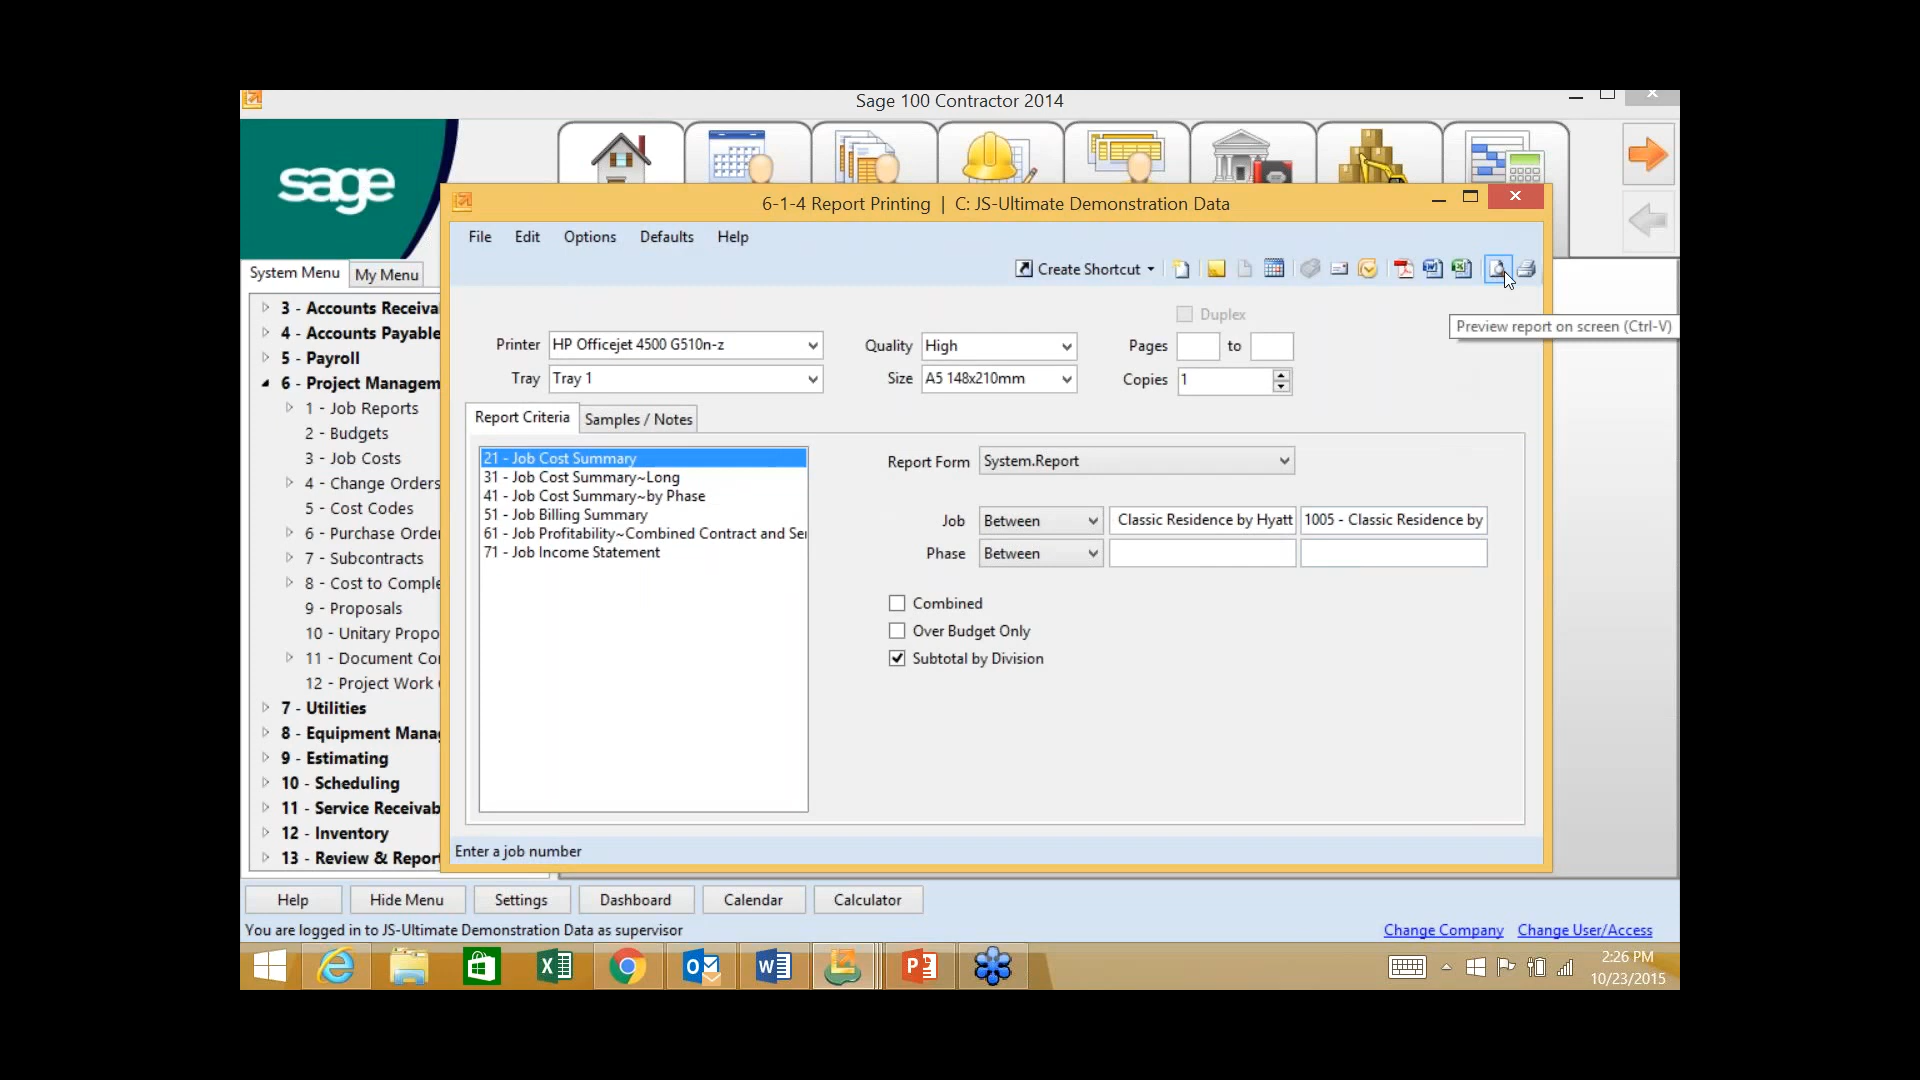 Sage 100 Contractor 2014
sage
6-1-4 Report Printing | C: JS-Ultimate Demonstration Data
File Edit Options Defaults Help
Create Shortcut
Preview report on screen (Ctrl-V)
System Menu My Menu
3 - Accounts Receiva
4 - Accounts Payable
5 - Payroll
6 - Project Managem
1 - Job Reports
2 - Budgets
3 - Job Costs
4 - Change Orders
5 - Cost Codes
6 - Purchase Order
7 - Subcontracts
8 - Cost to Comple
9 - Proposals
10 - Unitary Propo
11 - Document Co
12 - Project Work
7 - Utilities
8 - Equipment Mana
9 - Estimating
10 - Scheduling
11 - Service Receivab
12 - Inventory
13 - Review & Report
Duplex
Printer HP Officejet 4500 G510n-z Quality High Pages to
Tray Tray 1 Size A5 148x210mm Copies 1
Report Criteria Samples / Notes
21 - Job Cost Summary
31 - Job Cost Summary~Long
41 - Job Cost Summary~by Phase
51 - Job Billing Summary
61 - Job Profitability~Combined Contract and Ser
71 - Job Income Statement
Report Form System.Report
Job Between Classic Residence by Hyatt 1005 - Classic Residence by
Phase Between
Combined
Over Budget Only
Subtotal by Division
Enter a job number
Help Hide Menu Settings Dashboard Calendar Calculator
You are logged in to JS-Ultimate Demonstration Data as supervisor Change Company Change User/Access
2:26 PM
10/23/2015